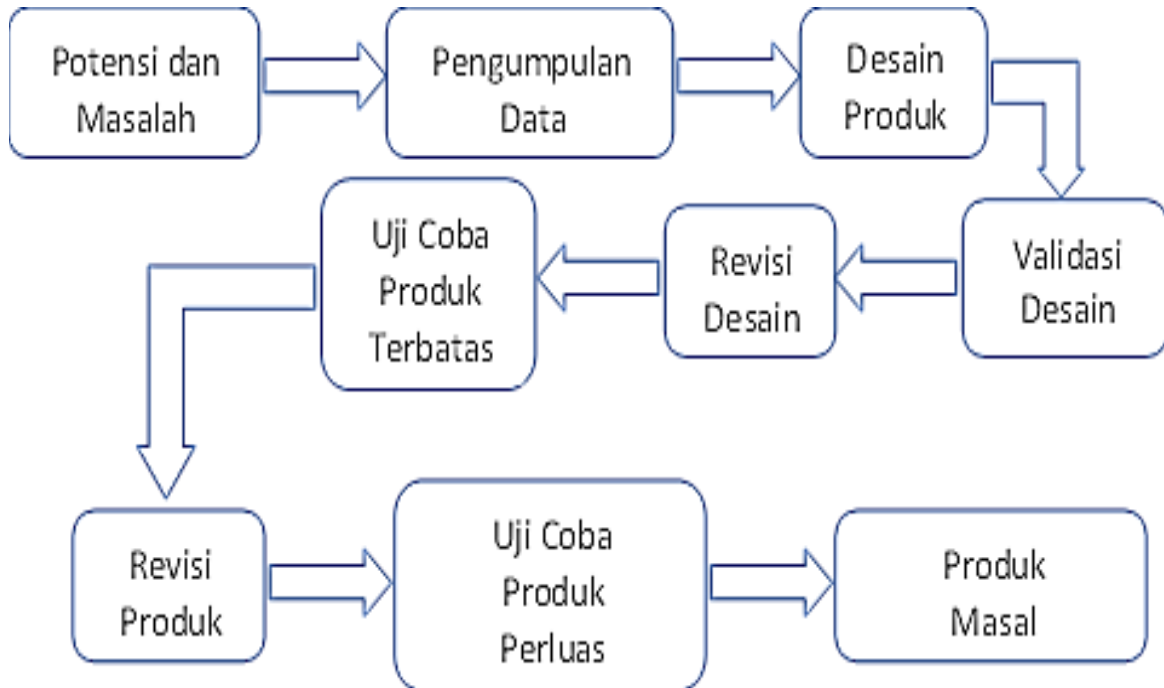 Potensi dan
Masalah
Pengumpulan
Data
Desain
Produk
Validasi
Desain
Revisi
Desain
Uji Coba
Produk
Terbatas
Revisi
Produk
Uji Coba
Produk
Perluas
Produk
Masal